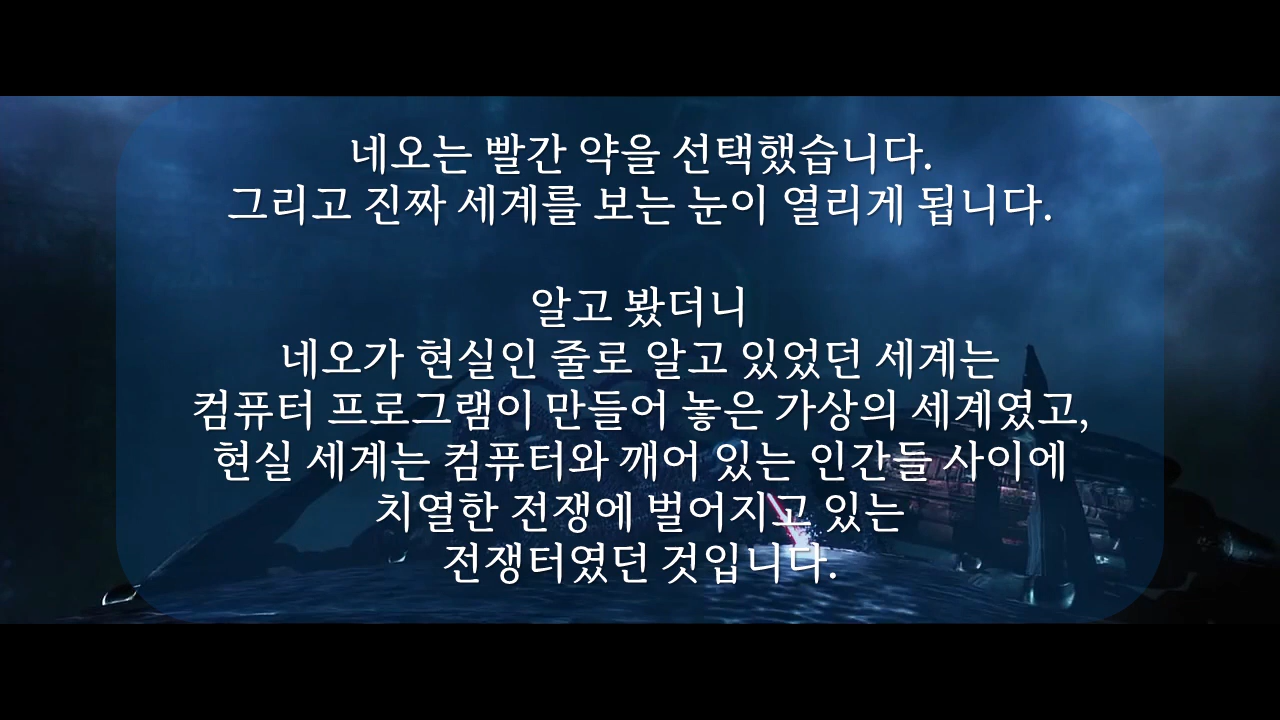 네오는 빨간 약을 선택했습니다.
그리고 진짜 세계를 보는 눈이 열리게 됩니다.
알고 봤더니
네오가 현실인 줄로 알고 있었던 세계는
컴퓨터 프로그램이 만들어 놓은 가상의 세계였고,
현실 세계는 컴퓨터와 깨어 있는 인간들 사이에
치열한 전쟁에 벌어지고 있는
전쟁터였던 것입니다.